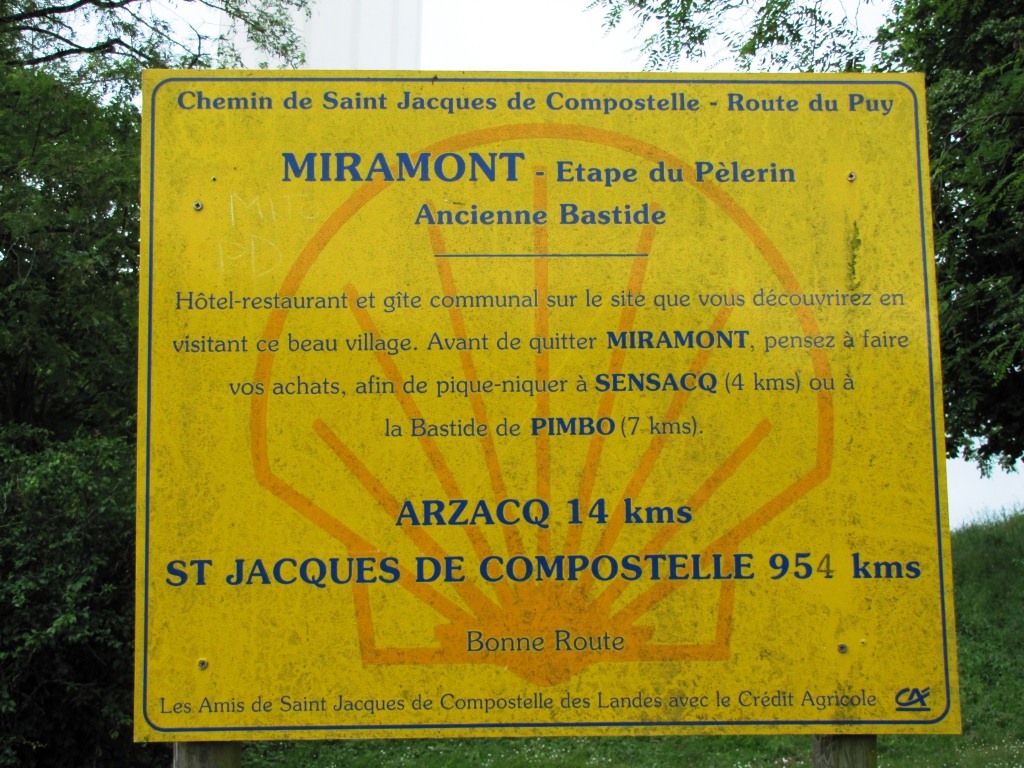 Chemin de Saint Jacques de Compostelle - Route du Puy
MIRAMONT - Etape du Pèlerin
Ancienne Bastide
Hôtel-restaurant et gîte communal sur le site que vous découvrirez en
visitant ce beau village. Avant de quitter MIRAMONT, pensez à faire
vos achats, afin de pique-niquer à SENSACQ (4 kms) ou à
la Bastide de PIMBO (7 kms).
ARZACQ 14 kms
ST JACQUES DE COMPOSTELLE 954 kms
Bonne Route
Les Amis de Saint Jacques de Compostelle des Landes avec le Crédit Agricole CA